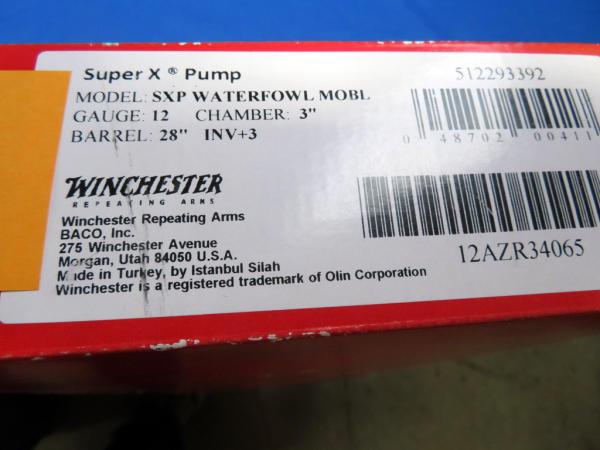 Super X ® Pump
MODEL: SXP WATERFOWL MOBL
GAUGE: 12 CHAMBER: 3"
BARREL: 28" INV+3
WINCHESTER
REPEATING ARMS
Winchester Repeating Arms
BACO, Inc.
275 Winchester Avenue
Morgan, Utah 84050 U.S.A.
Made in Turkey, by Istanbul Silah
Winchester is a registered trademark of Olin Corporation
512293392
0 48702 00411
12AZR34065